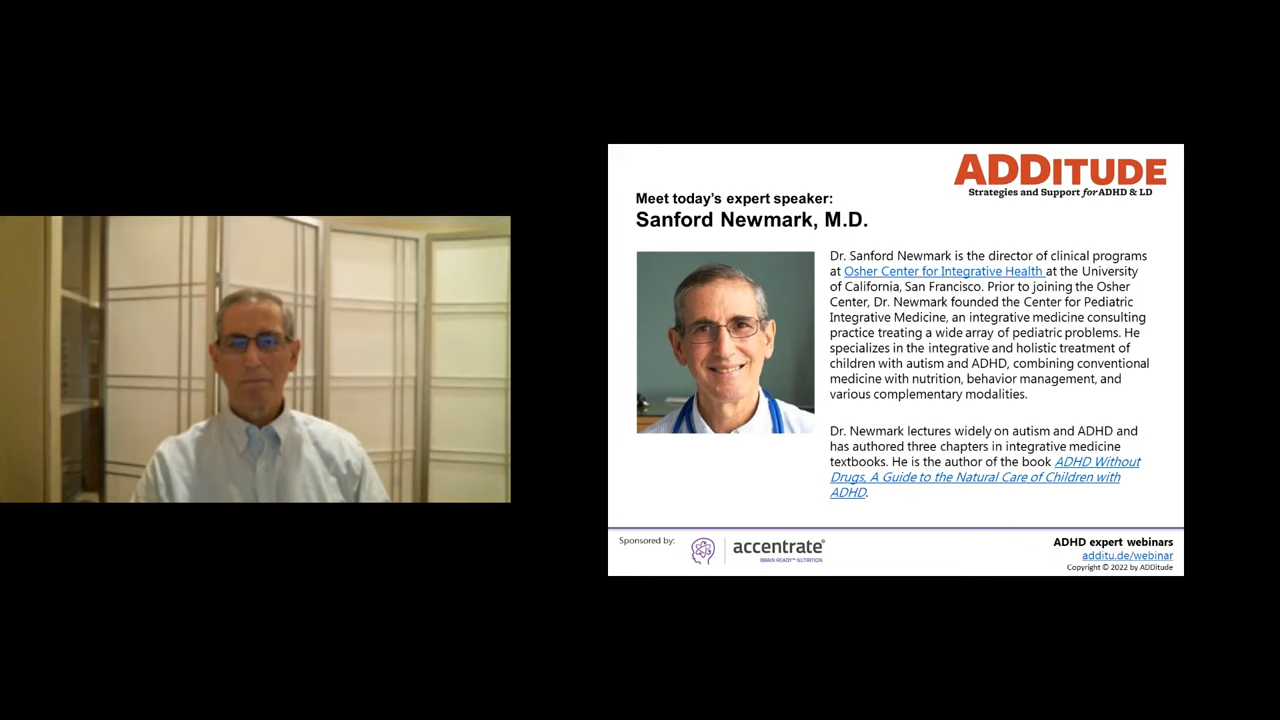 ADDITUDE
Strategies and Support for ADHD & LD
Meet today's expert speaker:
Sanford Newmark, M.D.
Dr. Sanford Newmark is the director of clinical programs
at Osher Center for Integrative Health at the University
of California, San Francisco. Prior to joining the Osher
Center, Dr. Newmark founded the Center for Pediatric
Integrative Medicine, an integrative medicine consulting
practice treating a wide array of pediatric problems. He
specializes in the integrative and holistic treatment of
children with autism and ADHD, combining conventional
medicine with nutrition, behavior management, and
various complementary modalities.
Dr. Newmark lectures widely on autism and ADHD and
has authored three chapters in integrative medicine
textbooks. He is the author of the book ADHD Without
Drugs, A Guide to the Natural Care of Children with
ADHD.
Sponsored by:
accentrate®
BRAIN READY™ NUTRITION
ADHD expert webinars
additu.de/webinar
Copyright © 2022 by ADDitude